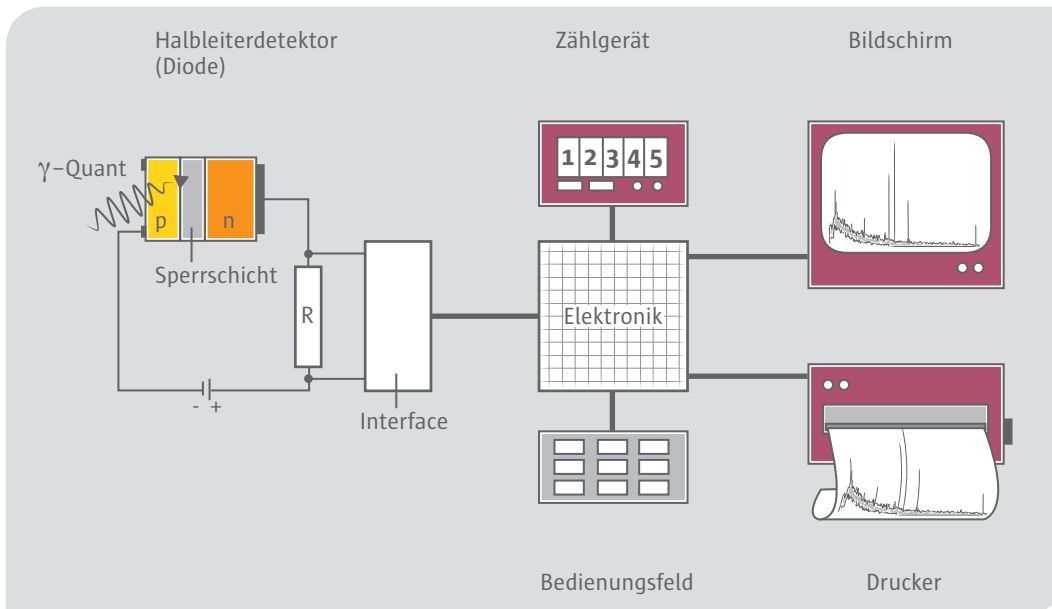 Halbleiterdetektor
(Diode)
Zählgerät
Bildschirm
γ-Quant
p
n
1 2 3 4 5
Sperrschicht
R
Elektronik
- +
Interface
Bedienungsfeld
Drucker